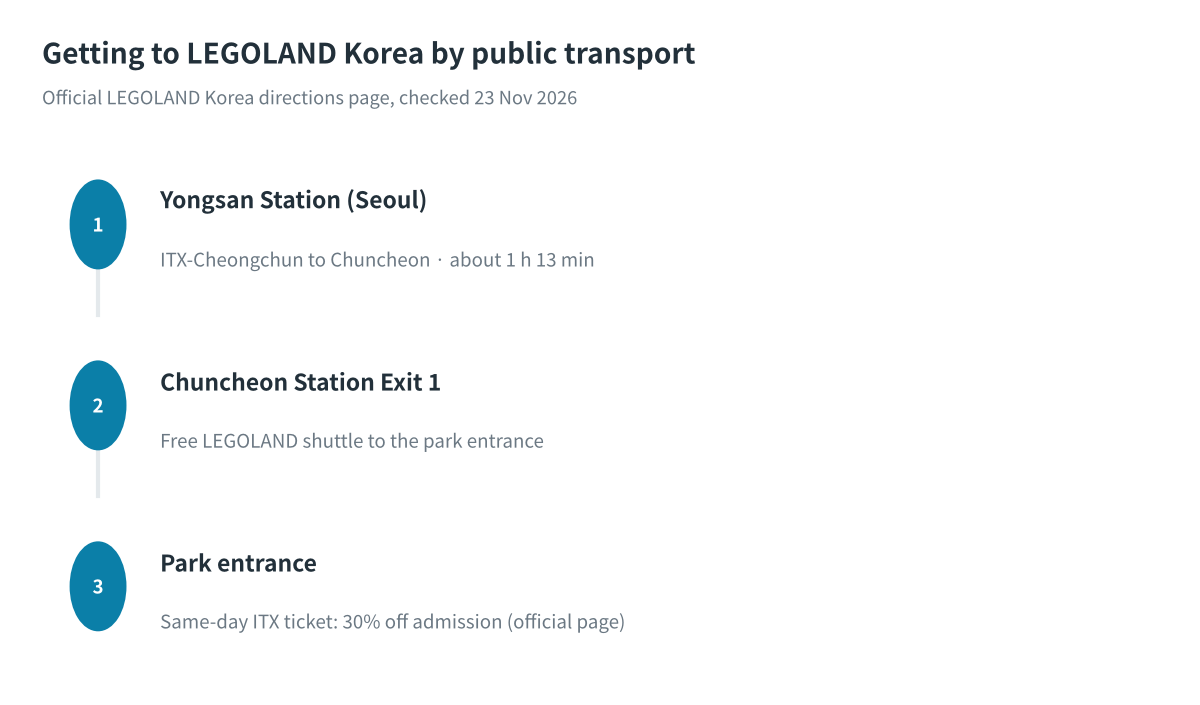 Getting to LEGOLAND Korea by public transport
Official LEGOLAND Korea directions page, checked 23 Nov 2026
1
Yongsan Station (Seoul)
ITX-Cheongchun to Chuncheon · about 1 h 13 min
2
Chuncheon Station Exit 1
Free LEGOLAND shuttle to the park entrance
3
Park entrance
Same-day ITX ticket: 30% off admission (official page)